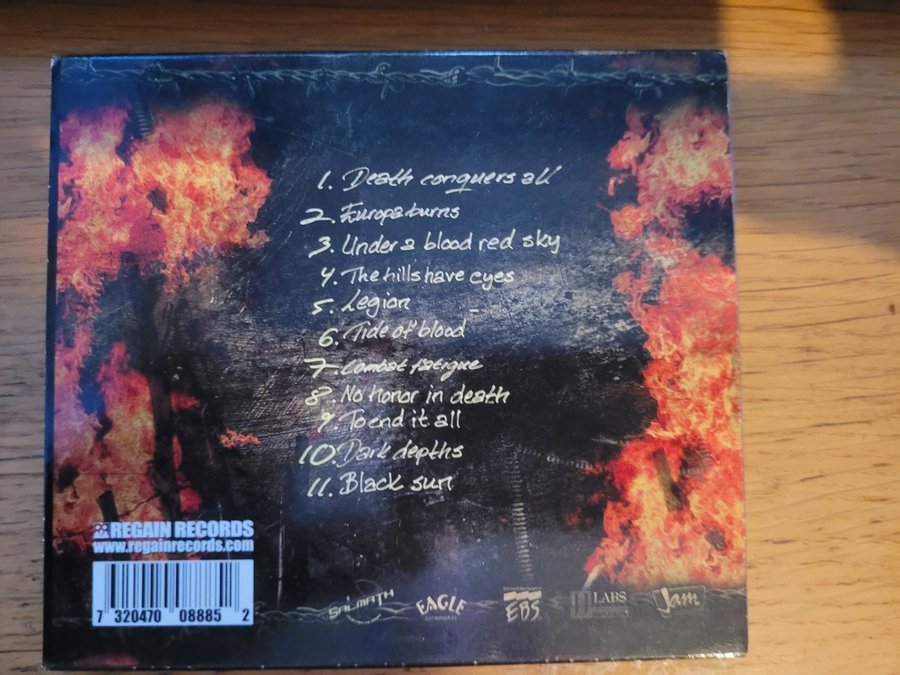 1. Death conquers all
2. Europa burns
3. Under a blood red sky
4. The hills have eyes
5. Legion
6. Tide of blood
7. Combat fatigue
8. No honor in death
9. To end it all
10. Dark depths
11. Black sun
REGAIN RECORDS
www.regainrecords.com
7 320470 08885 2
BALMATH
EAGLE
EBS
LABS
Jam